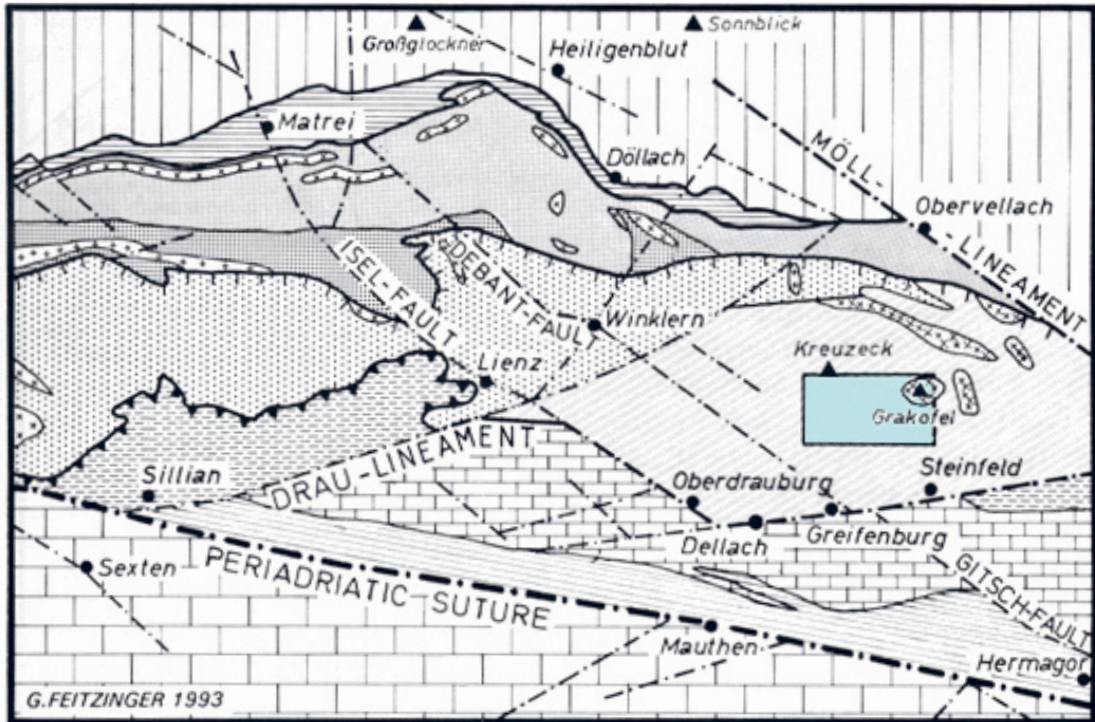 Großglockner
Sonnblick
Heiligenblut
Matrei
MÖLL-LINEAMENT
Döllach
Obervellach
ISEL-FAULT
DEBANT-FAULT
Winklern
Kreuzeck
Lienz
Grakofel
DRAU-LINEAMENT
Sillian
Oberdrauburg
Steinfeld
Dellach
Greifenburg
Sexten
PERIADRIATIC SUTURE
GITSCH-FAULT
Mauthen
Hermagor
G.FEITZINGER 1993